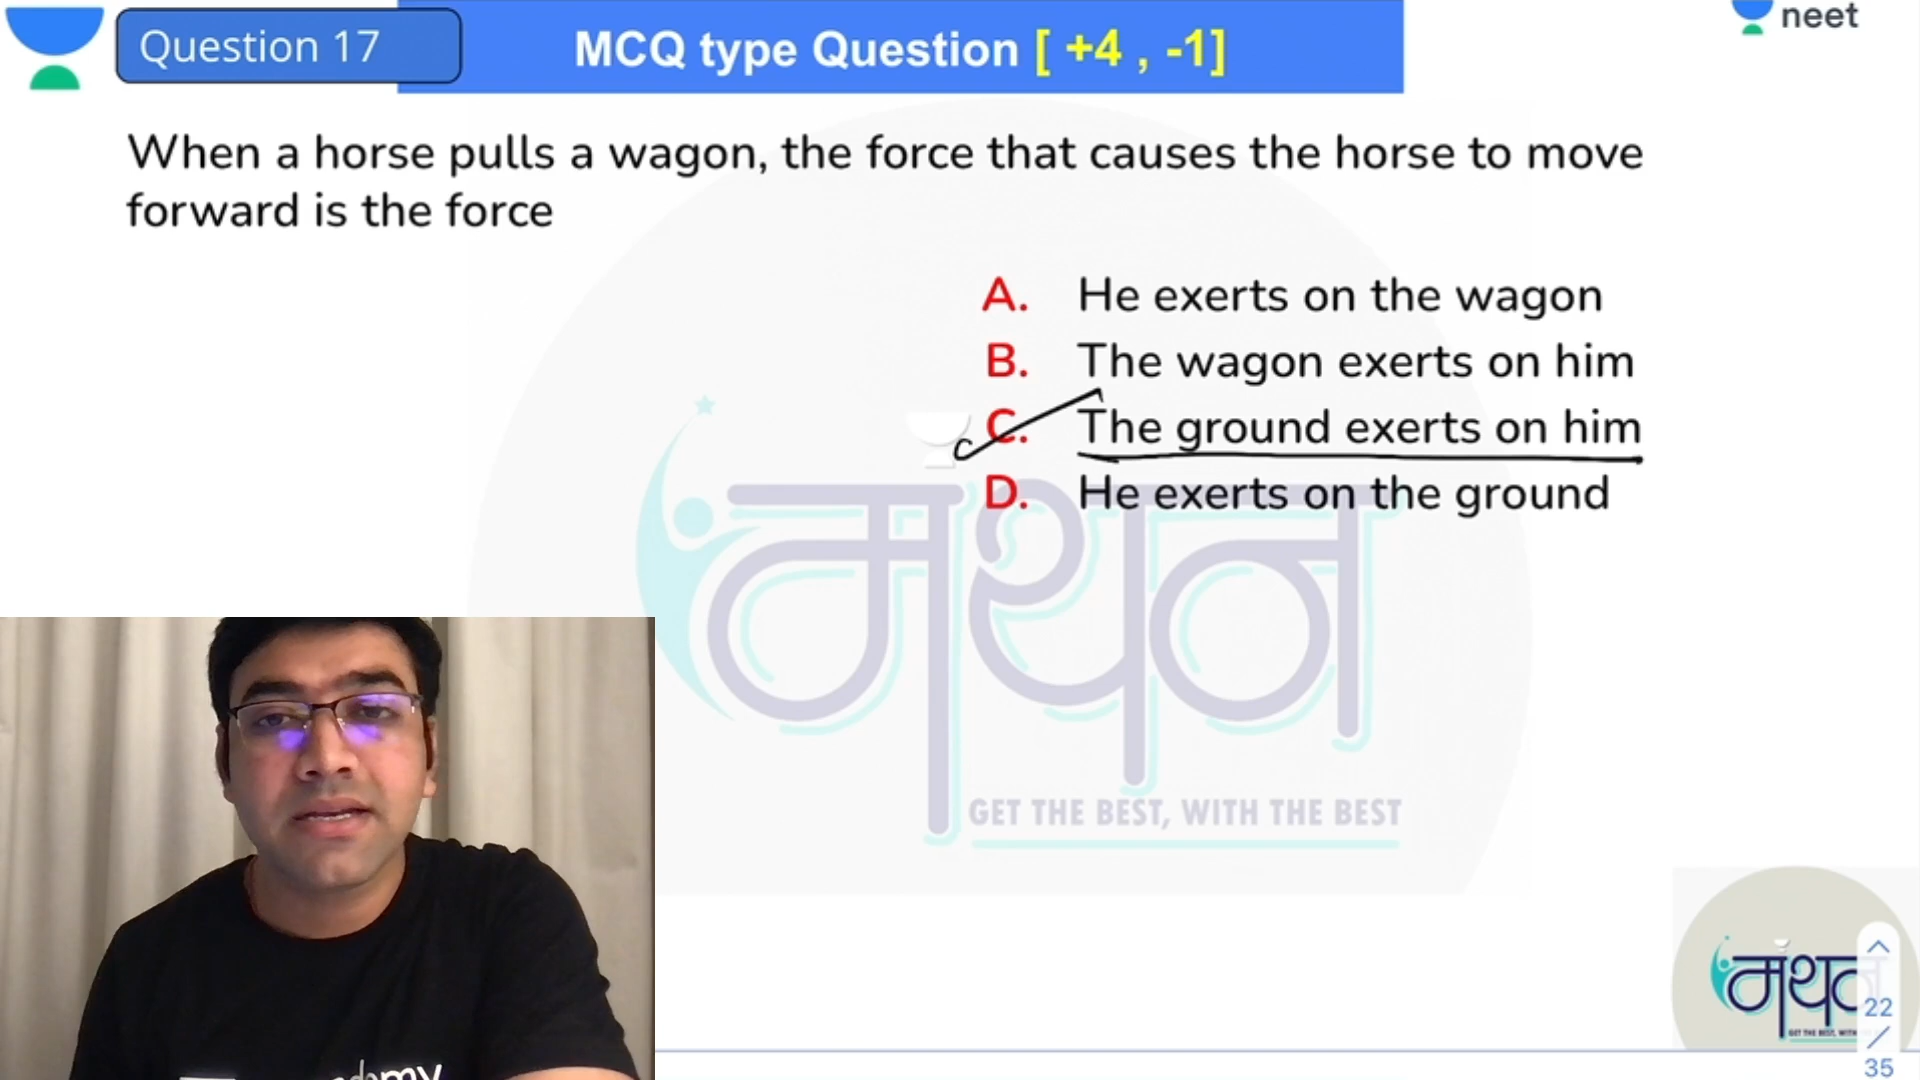 Question 17
MCQ type Question [ +4 , -1]
neet
When a horse pulls a wagon, the force that causes the horse to move
forward is the force
A. He exerts on the wagon
B. The wagon exerts on him
C. The ground exerts on him
D. He exerts on the ground
मंथन
GET THE BEST, WITH THE BEST
मंथन
22
/
35